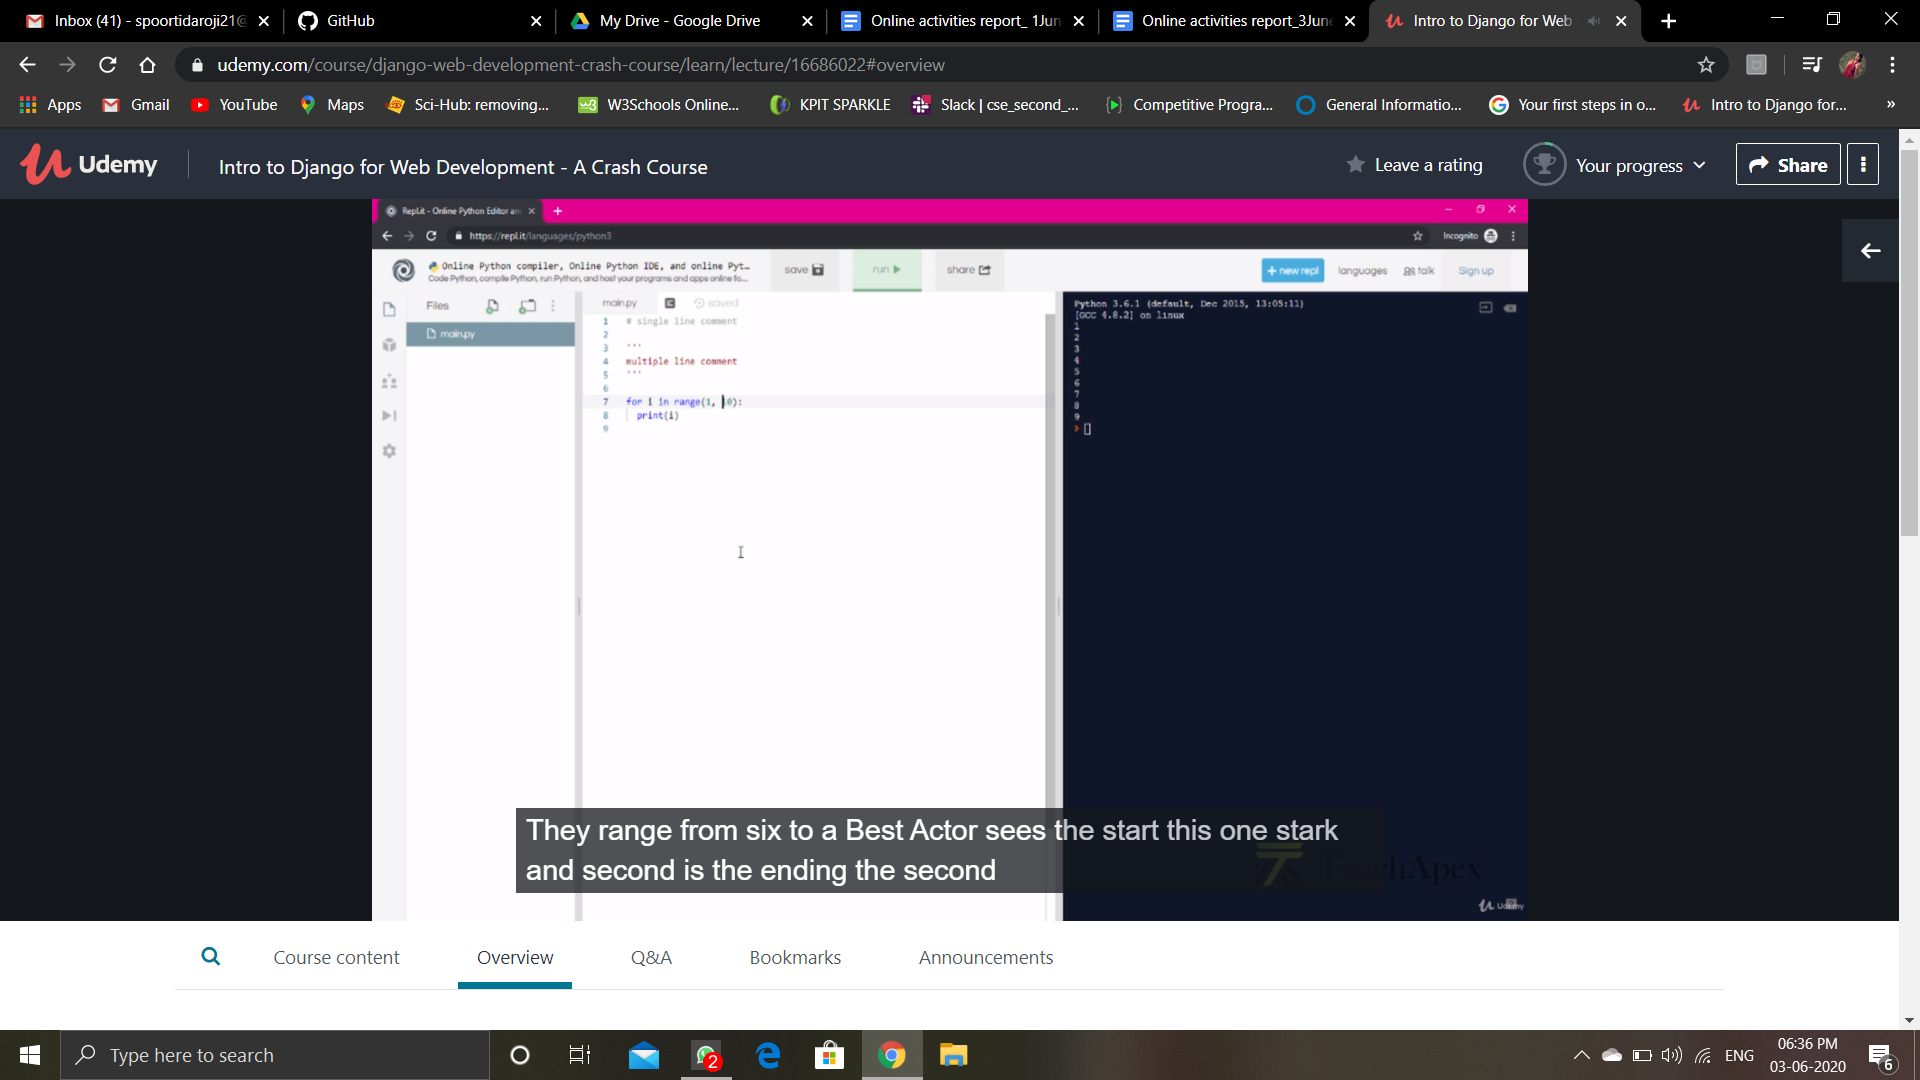 Inbox (41) - spoortidaroji21@
GitHub
My Drive - Google Drive
Online activities report_ 1Jun
Online activities report_3June
Intro to Django for Web
udemy.com/course/django-web-development-crash-course/learn/lecture/16686022#overview
Apps
Gmail
YouTube
Maps
Sci-Hub: removing...
W3Schools Online...
KPIT SPARKLE
Slack | cse_second_...
Competitive Progra...
General Informatio...
Your first steps in o...
Intro to Django for...
»
Udemy
Intro to Django for Web Development - A Crash Course
Leave a rating
Your progress
Share
Repl.it - Online Python Editor an
https://repl.it/languages/python3
Incognito
Online Python compiler, Online Python IDE, and online Pyt...
Code Python, compile Python, run Python, and host your programs and apps online fo...
save
run
share
+ new repl
languages
talk
Sign up
Files
main.py
main.py
saved
1 # single line comment
2
3 '''
4 multiple line comment
5 '''
6
7 for i in range(1, 10):
8 print(i)
9
Python 3.6.1 (default, Dec 2015, 13:05:11)
[GCC 4.8.2] on linux
1
2
3
4
5
6
7
8
9
They range from six to a Best Actor sees the start this one stark
and second is the ending the second
TeachApex
Udemy
Course content
Overview
Q&A
Bookmarks
Announcements
Type here to search
2
ENG
06:36 PM
03-06-2020
6